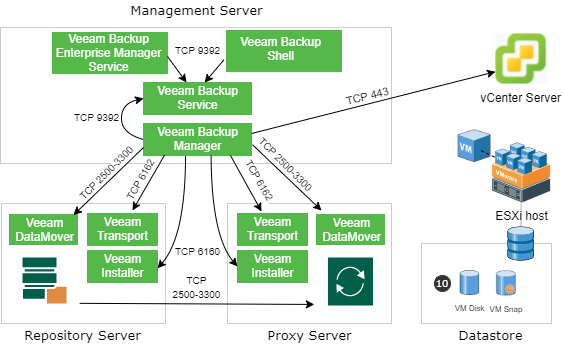 Management Server
Veeam Backup
Enterprise Manager
Service
TCP 9392
Veeam Backup
Shell
Veeam Backup
Service
TCP 9392
Veeam Backup
Manager
TCP 443
vCenter Server
VM
VMware
ESXi host
TCP 2500-3300
TCP 6162
TCP 6162
TCP 2500-3300
Veeam
DataMover
Veeam
Transport
Veeam
Installer
TCP 6160
Veeam
Transport
Veeam
DataMover
Veeam
Installer
TCP
2500-3300
10
VM Disk
VM Snap
Repository Server
Proxy Server
Datastore